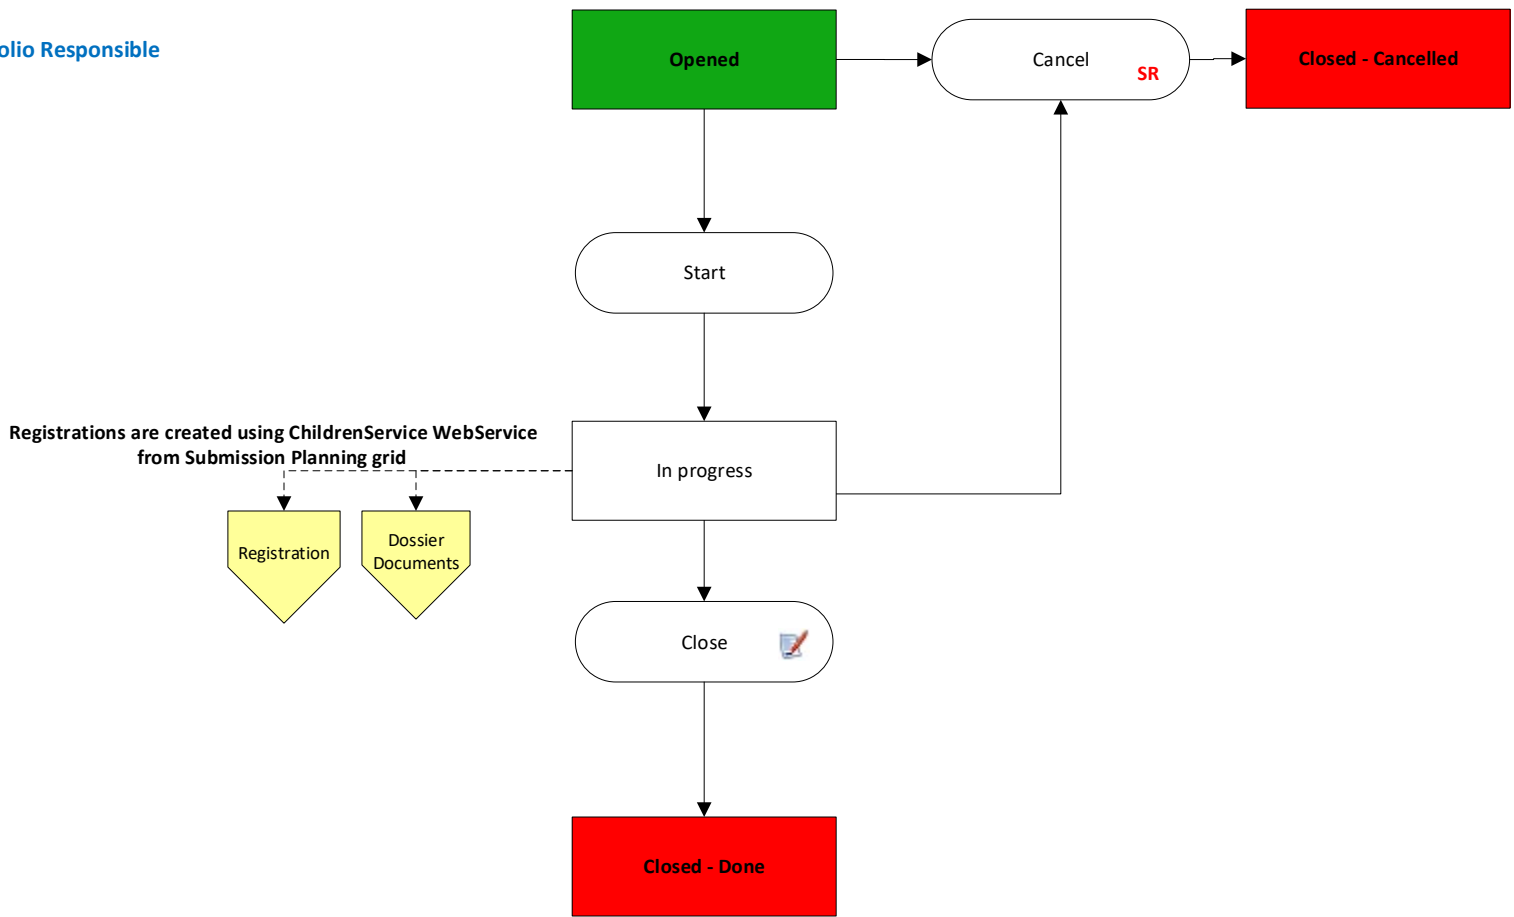 Responsible
Opened
Cancel
SR
Closed - Cancelled
Start
Registrations are created using ChildrenService WebService
from Submission Planning grid
In progress
Registration
Dossier
Documents
Close
Closed - Done